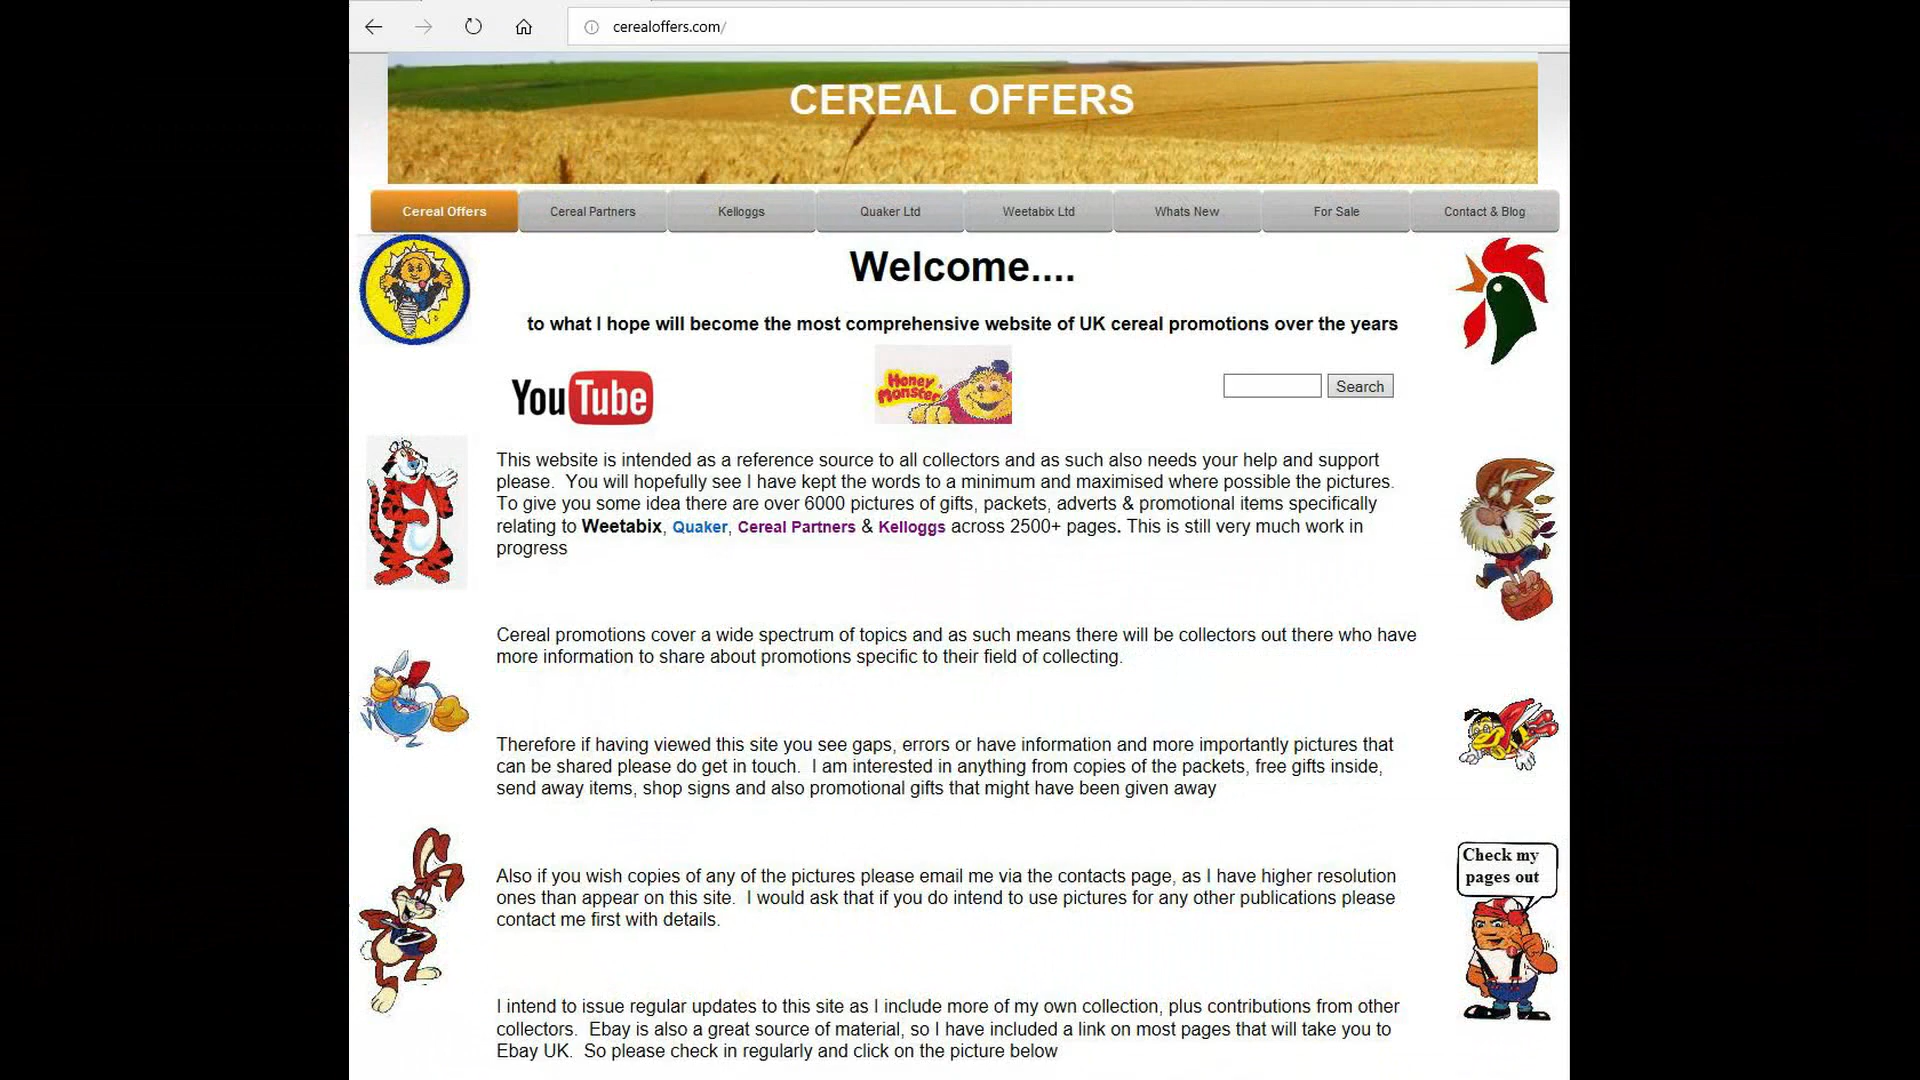 cerealoffers.com/
CEREAL OFFERS
Cereal Offers
Cereal Partners
Kelloggs
Quaker Ltd
Weetabix Ltd
Whats New
For Sale
Contact & Blog
Welcome....
to what I hope will become the most comprehensive website of UK cereal promotions over the years
YouTube
Honey
Monster
Search
This website is intended as a reference source to all collectors and as such also needs your help and support
please. You will hopefully see I have kept the words to a minimum and maximised where possible the pictures.
To give you some idea there are over 6000 pictures of gifts, packets, adverts & promotional items specifically
relating to Weetabix, Quaker, Cereal Partners & Kelloggs across 2500+ pages. This is still very much work in
progress
Cereal promotions cover a wide spectrum of topics and as such means there will be collectors out there who have
more information to share about promotions specific to their field of collecting.
Therefore if having viewed this site you see gaps, errors or have information and more importantly pictures that
can be shared please do get in touch. I am interested in anything from copies of the packets, free gifts inside,
send away items, shop signs and also promotional gifts that might have been given away
Check my
pages out
Also if you wish copies of any of the pictures please email me via the contacts page, as I have higher resolution
ones than appear on this site. I would ask that if you do intend to use pictures for any other publications please
contact me first with details.
I intend to issue regular updates to this site as I include more of my own collection, plus contributions from other
collectors. Ebay is also a great source of material, so I have included a link on most pages that will take you to
Ebay UK. So please check in regularly and click on the picture below